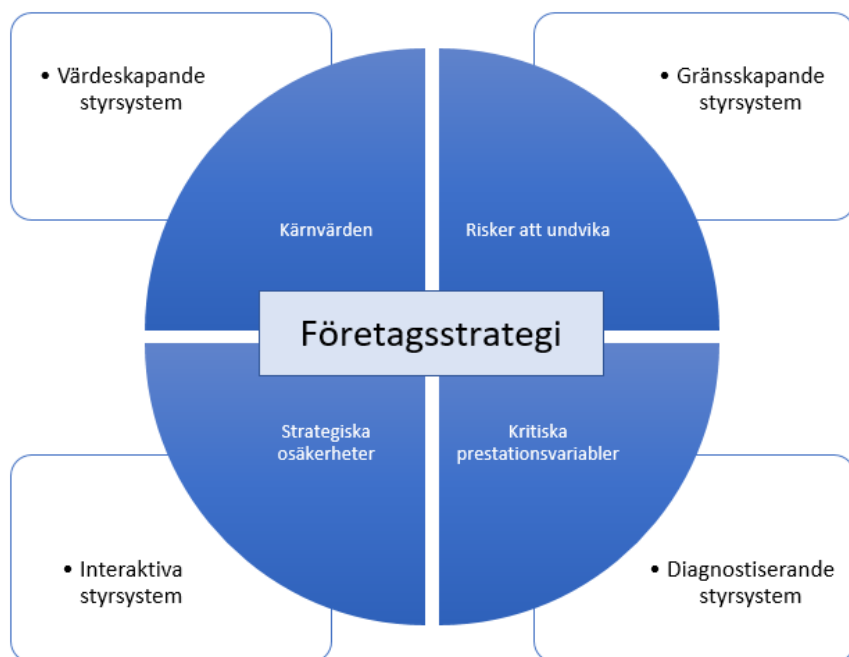 • Värdeskapande
styrsystem
• Gränsskapande
styrsystem
Kärnvärden
Risker att undvika
Företagsstrategi
Strategiska
osäkerheter
Kritiska
prestationsvariabler
• Interaktiva
styrsystem
• Diagnostiserande
styrsystem